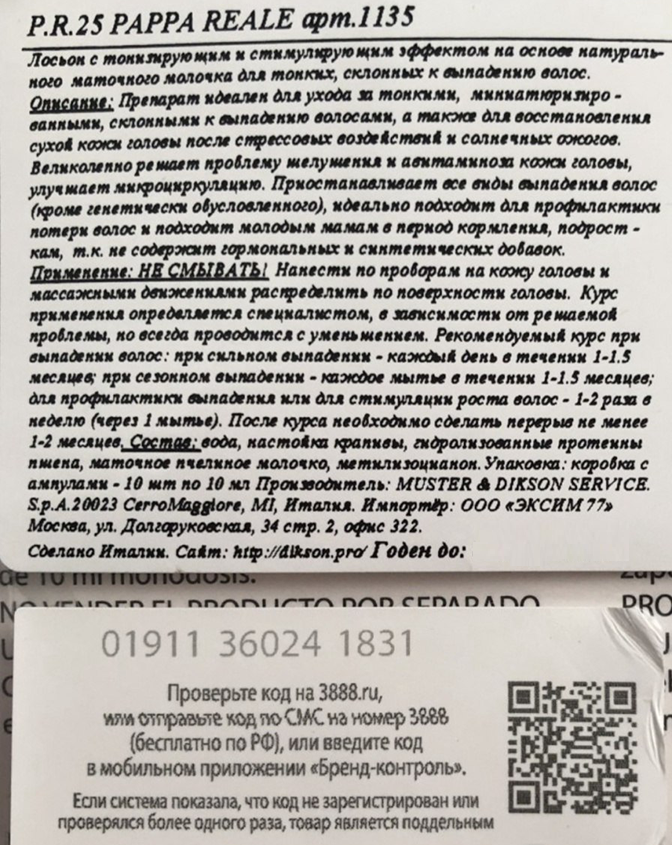 P.R.25 PAPPA REALE арт.1135
Лосьон с тонизирующим и стимулирующим эффектом на основе натураль-
ного маточного молочка для тонких, склонных к выпадению волос.
Описание: Препарат идеален для ухода за тонкими, миниатюризиро -
ванными, склонными к выпадению волосами, а также для восстановления
сухой кожи головы после стрессовых воздействий и солнечных ожогов.
Великолепно решает проблему шелушения и авитаминоза кожи головы,
улучшает микроциркуляцию. Приостанавливает все виды выпадения волос
(кроме генетически обусловленного), идеально подходит для профилактики
потери волос и подходит молодым мамам в период кормления, подрост -
кам, т.к. не содержит гормональных и синтетических добавок.
Применение: НЕ СМЫВАТЬ! Нанести по проборам на кожу головы и
массажными движениями распределить по поверхности головы. Курс
применения определяется специалистом, в зависимости от решаемой
проблемы, но всегда проводится с уменьшением. Рекомендуемый курс при
выпадении волос: при сильном выпадении - каждый день в течении 1-1.5
месяцев; при сезонном выпадении - каждое мытье в течении 1-1.5 месяцев;
для профилактики выпадения или для стимуляции роста волос - 1-2 раза в
неделю (через 1 мытье). После курса необходимо сделать перерыв не менее
1-2 месяцев. Состав: вода, настойка крапивы, гидролизованные протеины
пшена, маточное пчелиное молочко, метилизоцианон. Упаковка: коробка с
ампулами - 10 шт по 10 мл Производитель: MUSTER & DIKSON SERVICE.
S.p.A.20023 CerroMaggiore, MI, Италия. Импортёр: ООО «ЭКСИМ 77»
Москва, ул. Долгоруковская, 34 стр. 2, офис 322.
Сделано Италии. Сайт: http://dikson.pro/ Годен до:
de 10 ml monodosis.
NO VENDER EL PRODUCTO POR SEPARADO
PRO
01911 36024 1831
Проверьте код на 3888.ru,
или отправьте код по СМС на номер 3888
(бесплатно по РФ), или введите код
в мобильном приложении «Бренд-контроль».
Если система показала, что код не зарегистрирован или
проверялся более одного раза, товар является поддельным